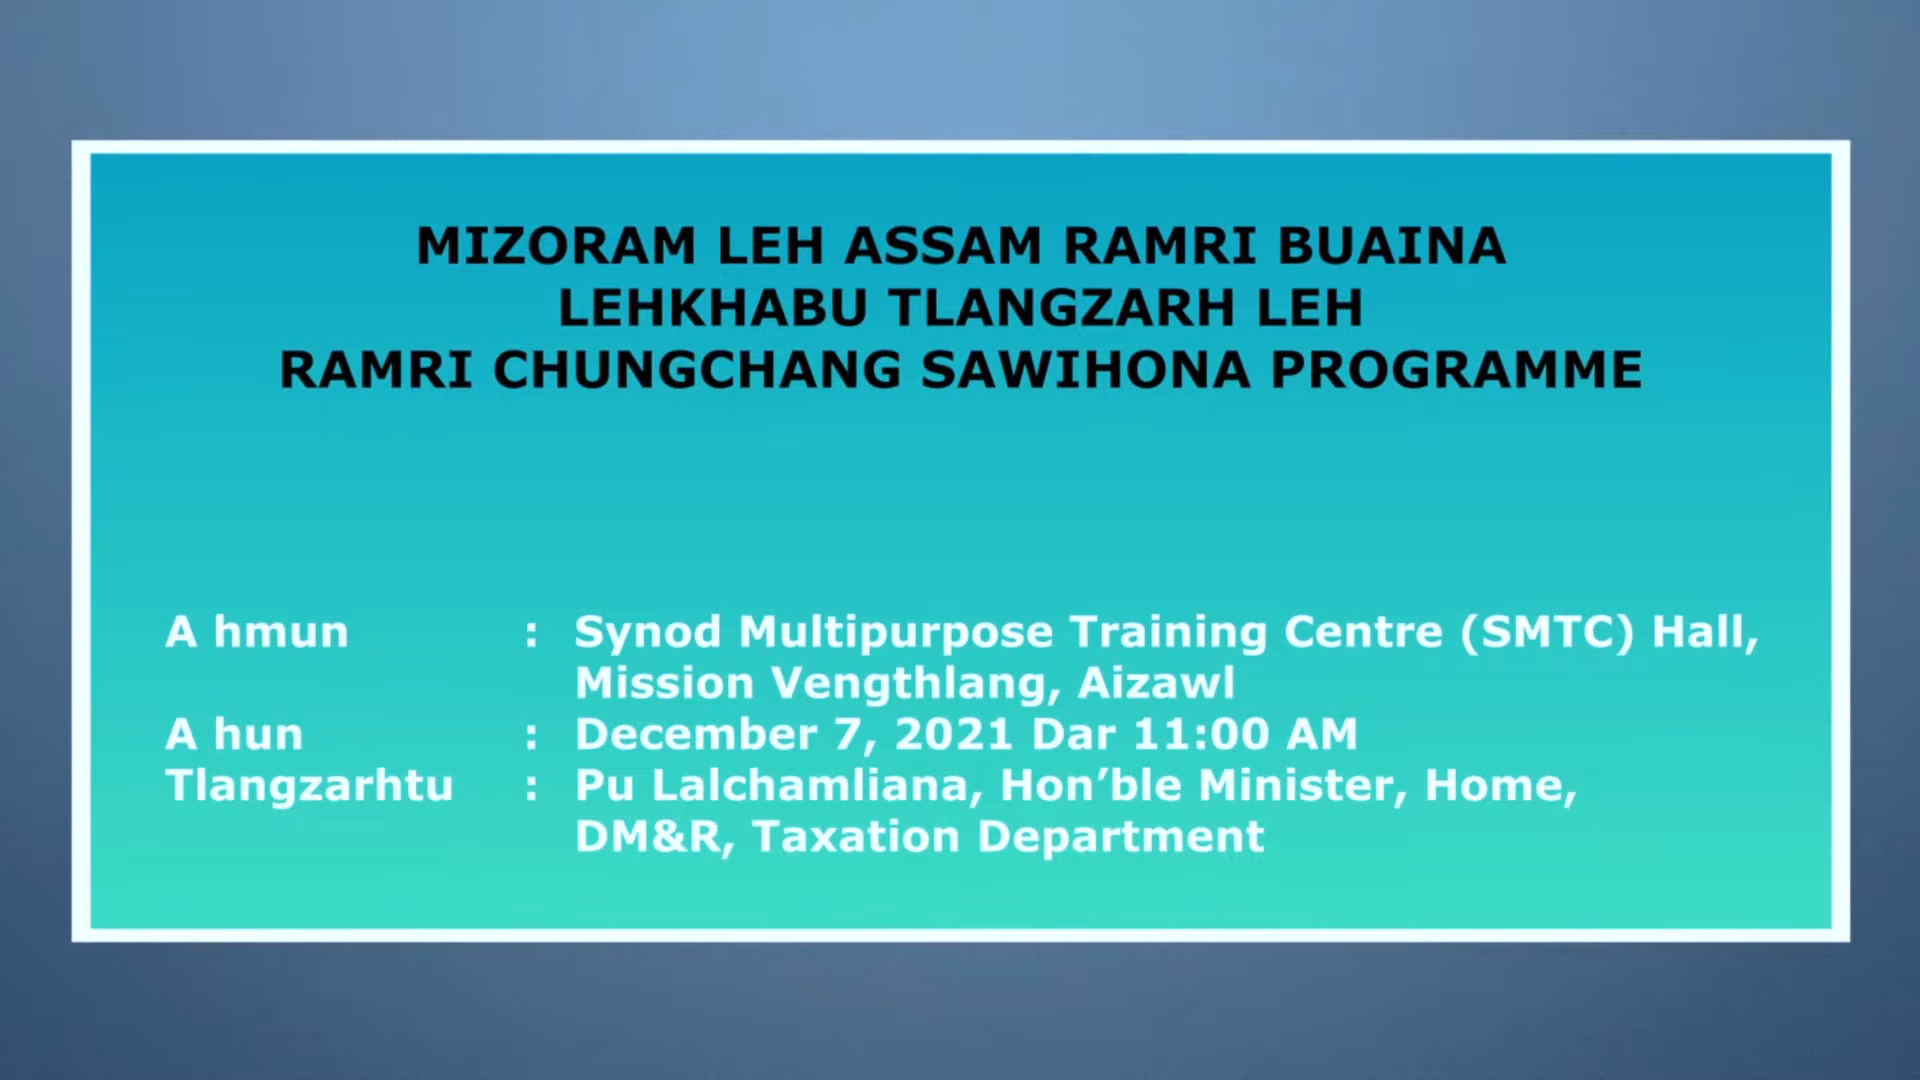 MIZORAM LEH ASSAM RAMRI BUAINA
LEHKHABU TLANGZARH LEH
RAMRI CHUNGCHANG SAWIHONA PROGRAMME
A hmun : Synod Multipurpose Training Centre (SMTC) Hall,
Mission Vengthlang, Aizawl
A hun : December 7, 2021 Dar 11:00 AM
Tlangzarhtu : Pu Lalchamliana, Hon’ble Minister, Home,
DM&R, Taxation Department